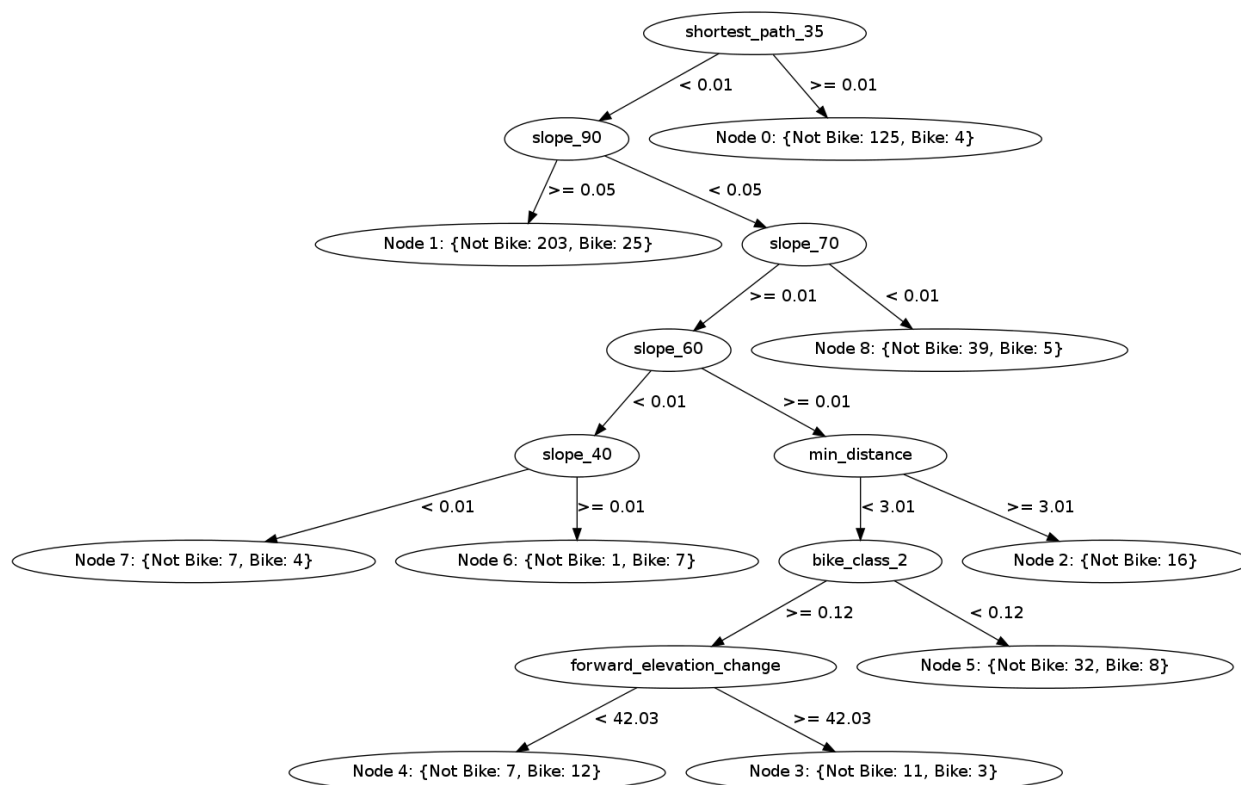 shortest_path_35
< 0.01
>= 0.01
slope_90
Node 0: {Not Bike: 125, Bike: 4}
>= 0.05
< 0.05
Node 1: {Not Bike: 203, Bike: 25}
slope_70
>= 0.01
< 0.01
slope_60
Node 8: {Not Bike: 39, Bike: 5}
< 0.01
>= 0.01
slope_40
min_distance
< 0.01
>= 0.01
< 3.01
>= 3.01
Node 7: {Not Bike: 7, Bike: 4}
Node 6: {Not Bike: 1, Bike: 7}
bike_class_2
Node 2: {Not Bike: 16}
>= 0.12
< 0.12
forward_elevation_change
Node 5: {Not Bike: 32, Bike: 8}
< 42.03
>= 42.03
Node 4: {Not Bike: 7, Bike: 12}
Node 3: {Not Bike: 11, Bike: 3}